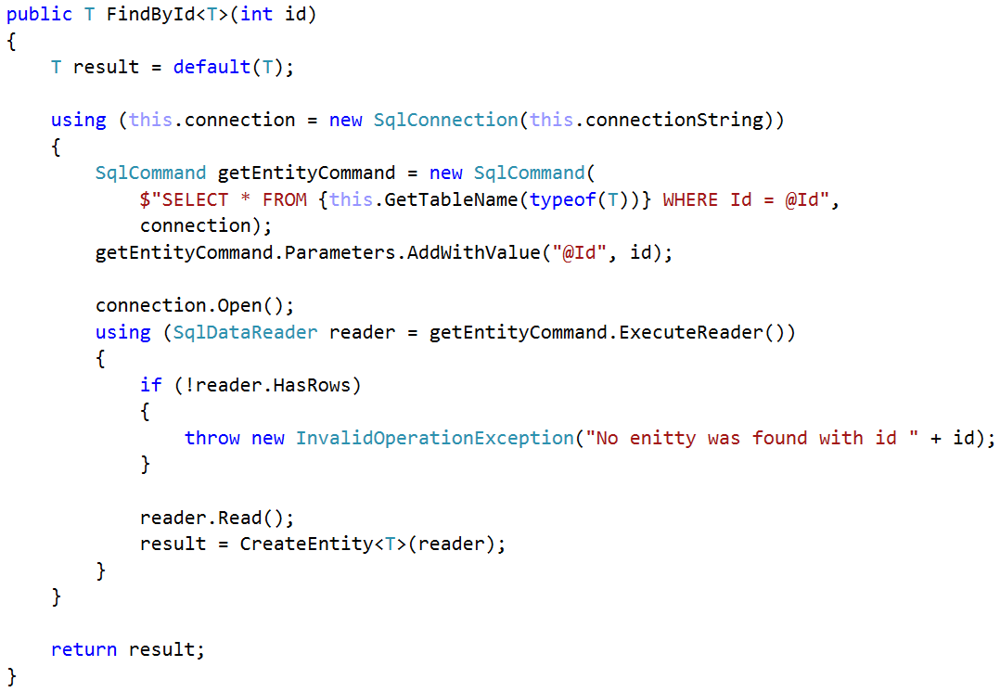 public T FindById<T>(int id)
{
    T result = default(T);

    using (this.connection = new SqlConnection(this.connectionString))
    {
        SqlCommand getEntityCommand = new SqlCommand(
            $"SELECT * FROM {this.GetTableName(typeof(T))} WHERE Id = @Id",
            connection);
        getEntityCommand.Parameters.AddWithValue("@Id", id);

        connection.Open();
        using (SqlDataReader reader = getEntityCommand.ExecuteReader())
        {
            if (!reader.HasRows)
            {
                throw new InvalidOperationException("No enitty was found with id " + id);
            }

            reader.Read();
            result = CreateEntity<T>(reader);
        }
    }

    return result;
}